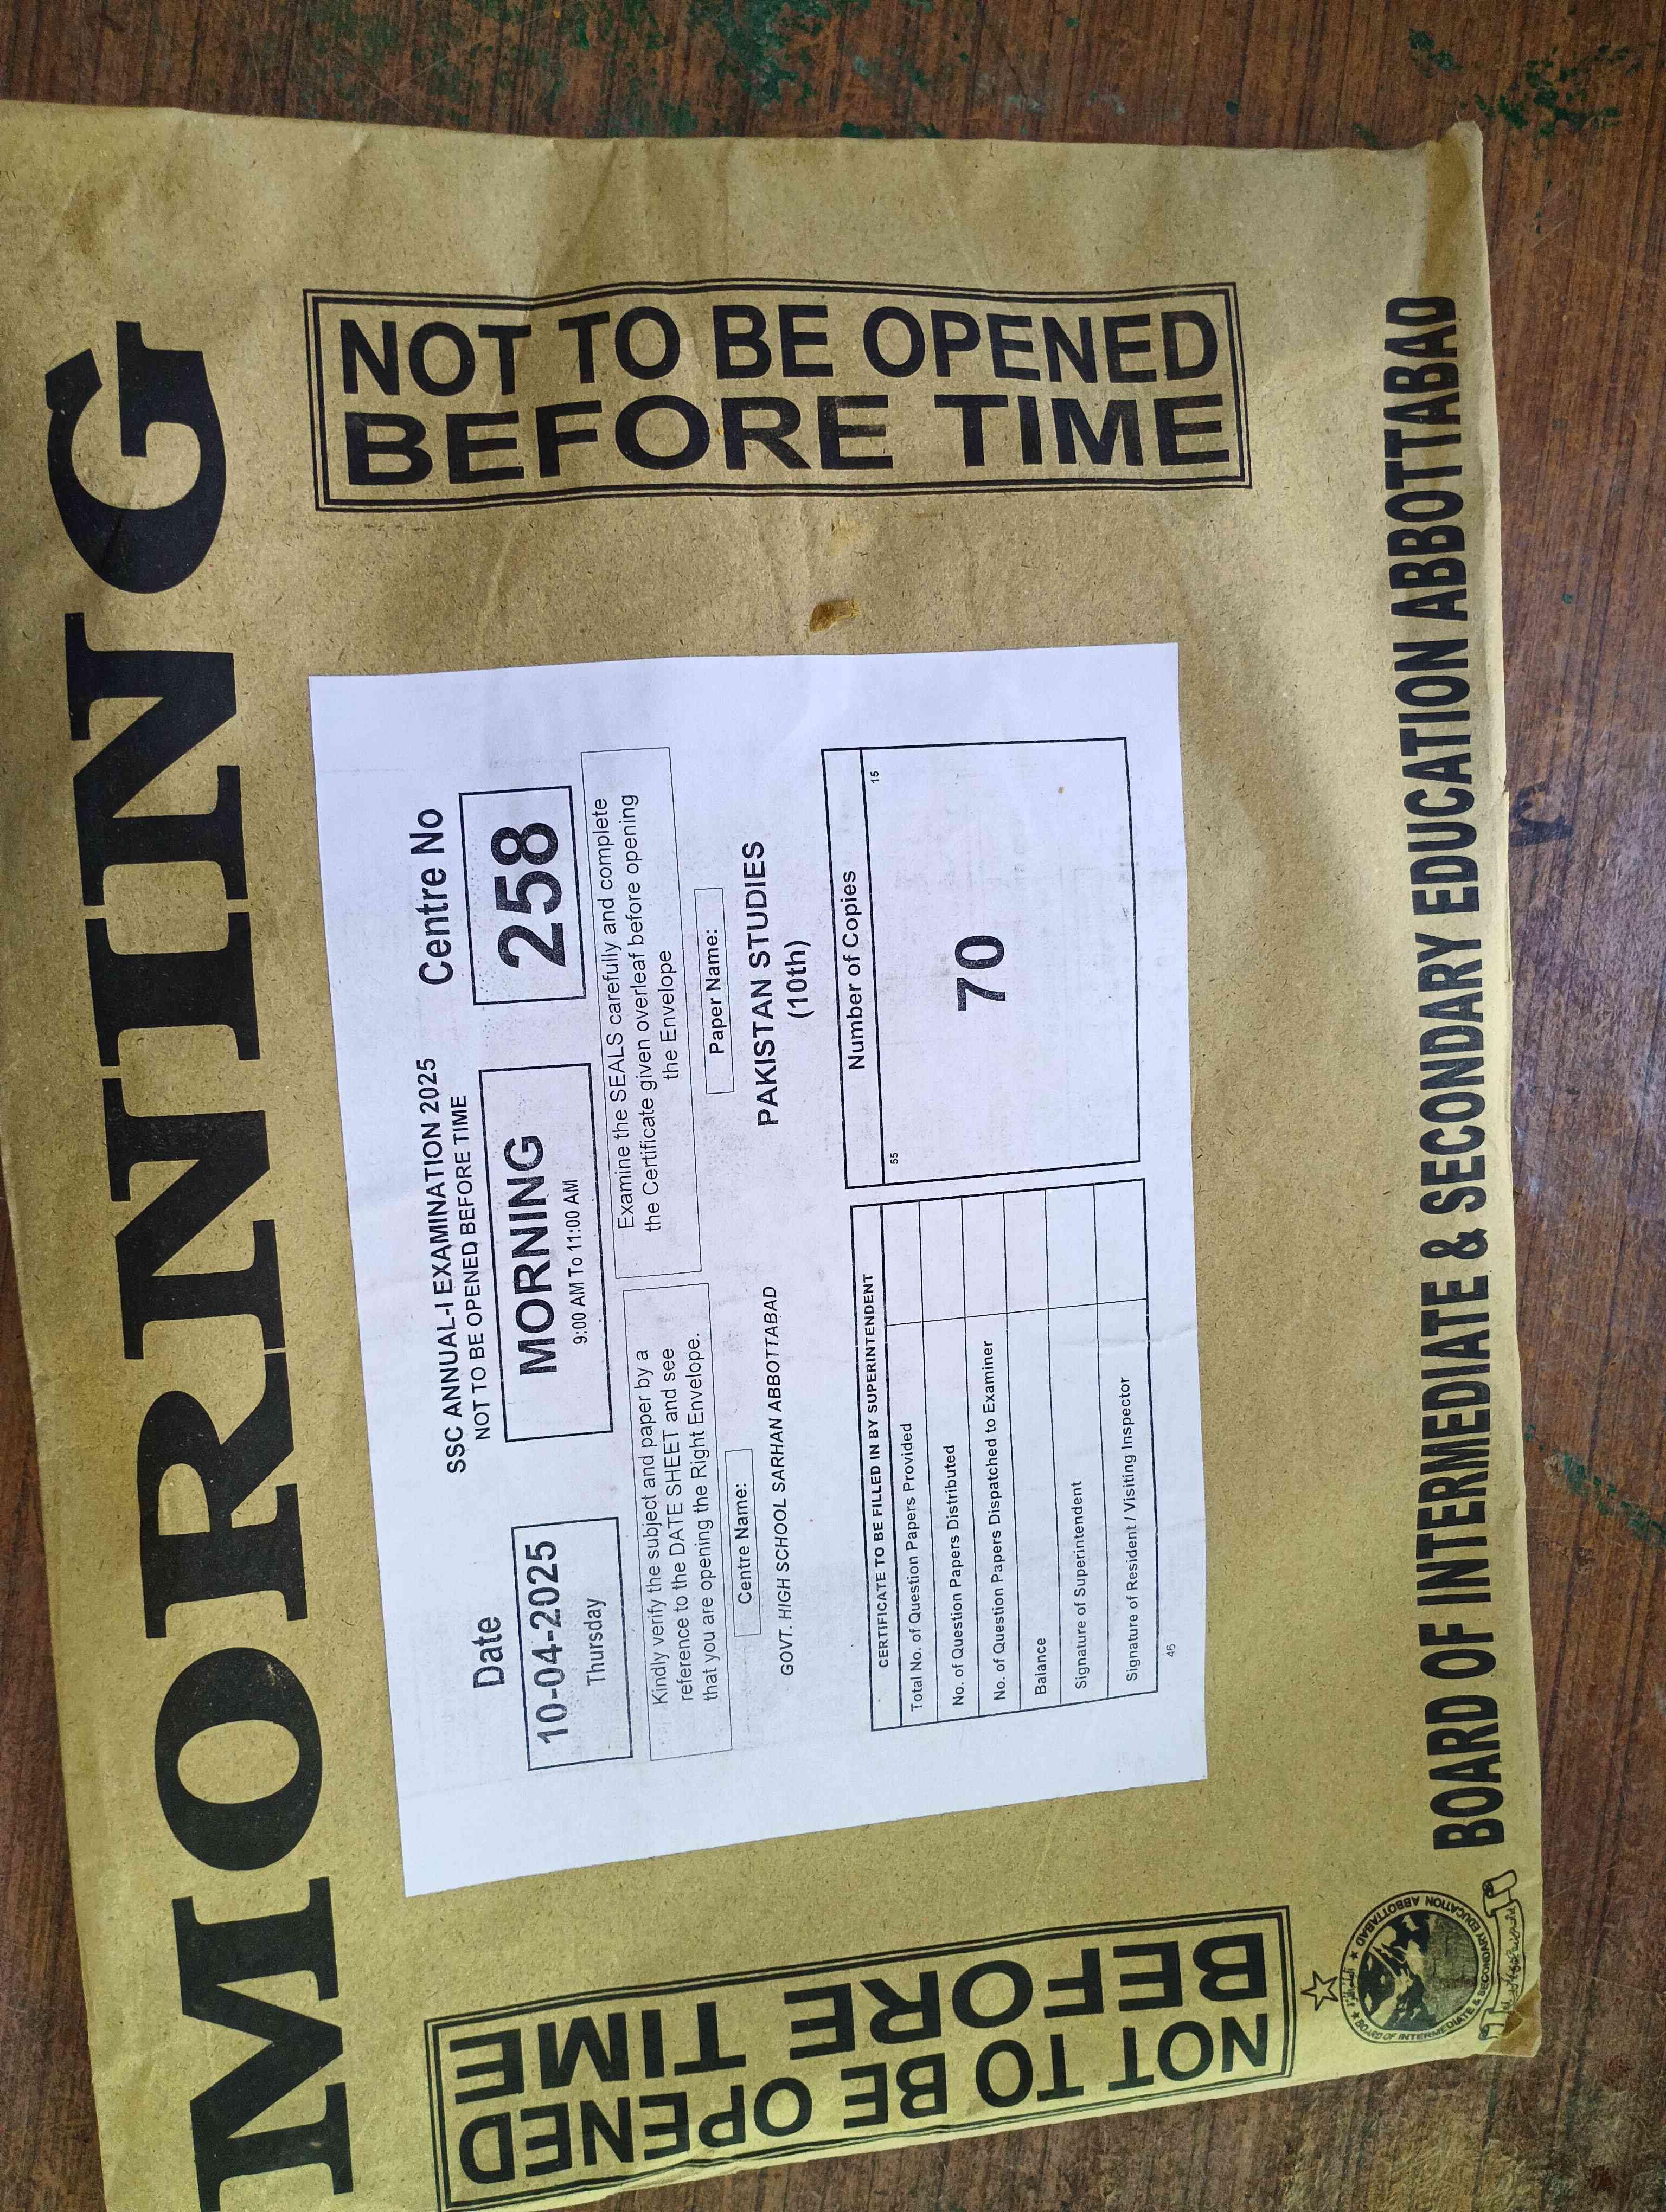 MORNING
NOT TO BE OPENED
BEFORE TIME
SSC ANNUAL-I EXAMINATION 2025
NOT TO BE OPENED BEFORE TIME
Date
10-04-2025
Thursday
MORNING
9:00 AM To 11:00 AM
Centre No
258
Kindly verify the subject and paper by a
reference to the DATE SHEET and see
that you are opening the Right Envelope.
Examine the SEALS carefully and complete
the Certificate given overleaf before opening
the Envelope
Centre Name:
GOVT. HIGH SCHOOL SARHAN ABBOTTABAD
Paper Name:
PAKISTAN STUDIES
(10th)
CERTIFICATE TO BE FILLED IN BY SUPERINTENDENT
Total No. of Question Papers Provided
No. of Question Papers Distributed
No. of Question Papers Dispatched to Examiner
Balance
Signature of Superintendent
Signature of Resident / Visiting Inspector
46
Number of Copies
55
15
70
NOT TO BE OPENED
BEFORE TIME
BOARD OF INTERMEDIATE & SECONDARY EDUCATION ABBOTTABAD
BOARD OF INTERMEDIATE & SECONDARY EDUCATION ABBOTTABAD